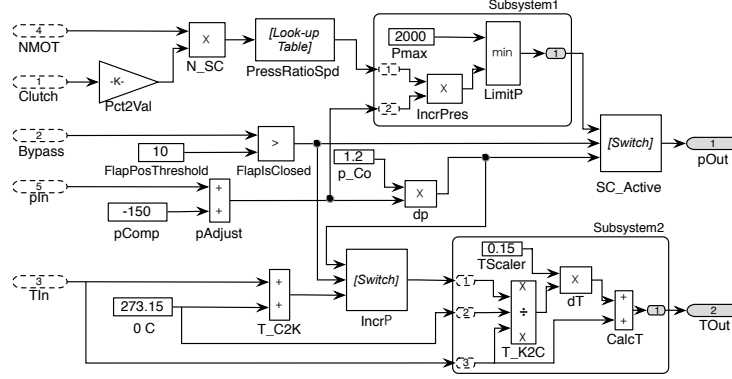 Subsystem1
4
NMOT
X
N_SC
[Look-up
Table]
PressRatioSpd
2000
Pmax
min
LimitP
1
1
Clutch
-K-
Pct2Val
1
2
X
IncrPres
2
Bypass
10
FlapPosThreshold
>
FlapIsClosed
1.2
p_Co
[Switch]
SC_Active
1
pOut
5
pIn
-150
pComp
+
+
pAdjust
X
dp
Subsystem2
3
TIn
273.15
0 C
+
+
T_C2K
[Switch]
IncrP
0.15
TScaler
1
2
3
X
÷
X
T_K2C
X
dT
+
+
CalcT
1
2
TOut